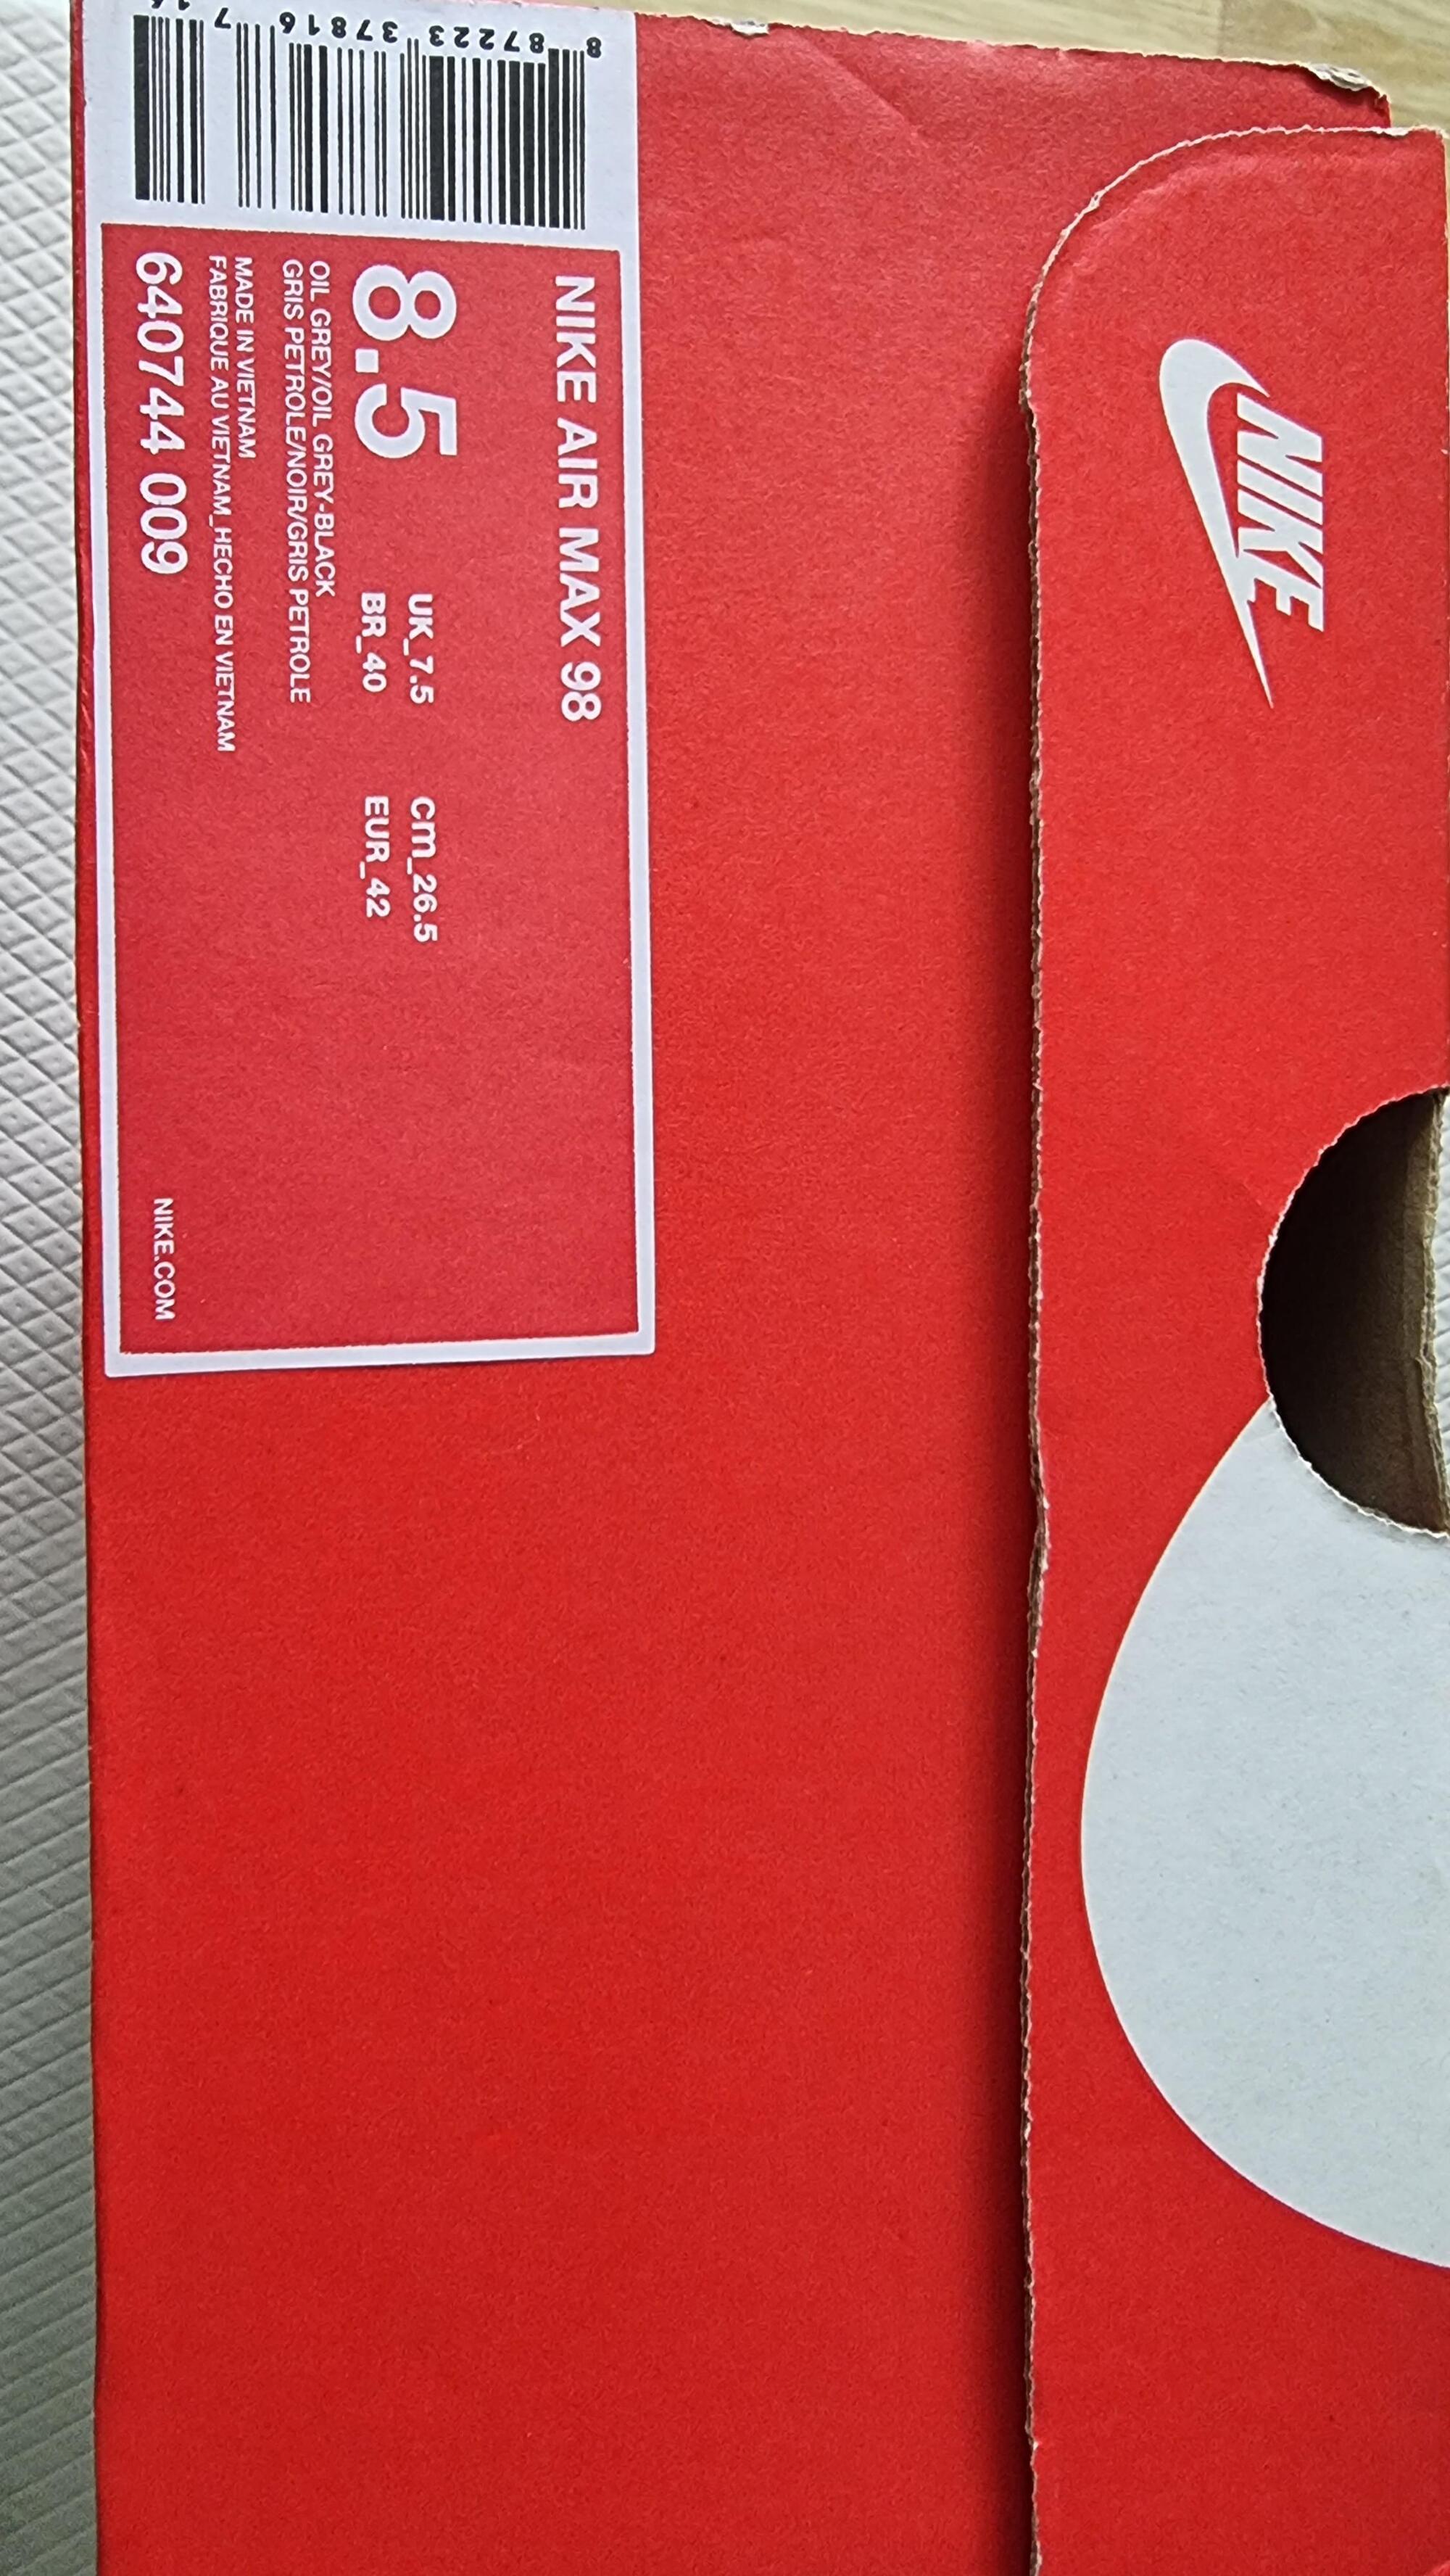 NIKE
8 87223 37816 7
NIKE AIR MAX 98
8.5
UK_7.5 cm_26.5
BR_40 EUR_42
OIL GREY/OIL GREY-BLACK
GRIS PETROLE/NOIR/GRIS PETROLE
MADE IN VIETNAM
FABRIQUE AU VIETNAM_HECHO EN VIETNAM
640744 009
NIKE.COM